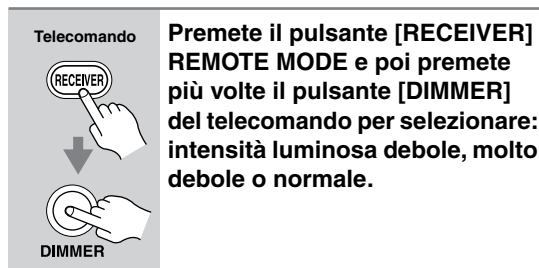 Telecomando
RECEIVER
DIMMER
Premete il pulsante [RECEIVER]
REMOTE MODE e poi premete
più volte il pulsante [DIMMER]
del telecomando per selezionare:
intensità luminosa debole, molto
debole o normale.